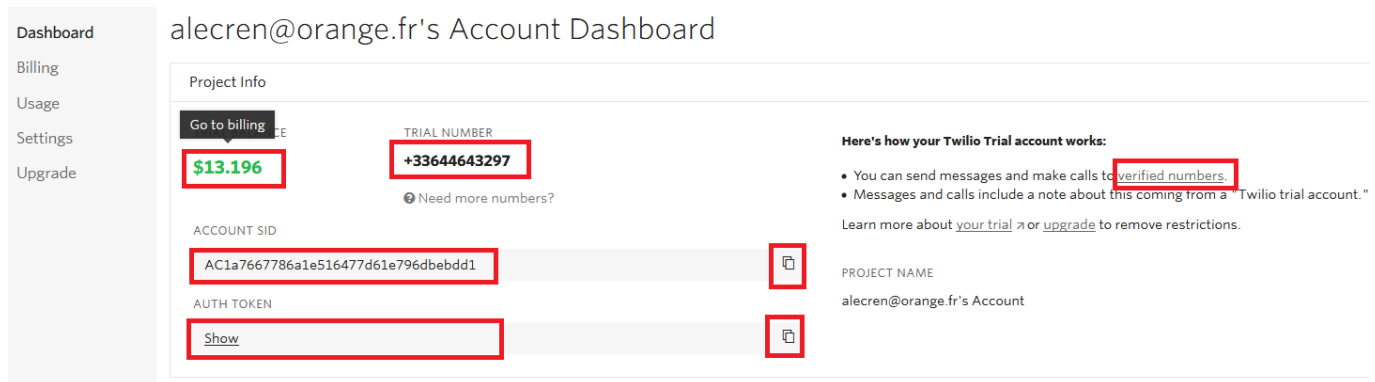 alecren@orange.fr's Account Dashboard
Dashboard
Billing
Usage
Settings
Upgrade
Project Info
Go to billing
$13.196
TRIAL NUMBER
+33644643297
Need more numbers?
ACCOUNT SID
AC1a7667786a1e516477d61e796dbebdd1
AUTH TOKEN
Show
Here's how your Twilio Trial account works:
• You can send messages and make calls to verified numbers.
• Messages and calls include a note about this coming from a "Twilio trial account."
Learn more about your trial or upgrade to remove restrictions.
PROJECT NAME
alecren@orange.fr's Account